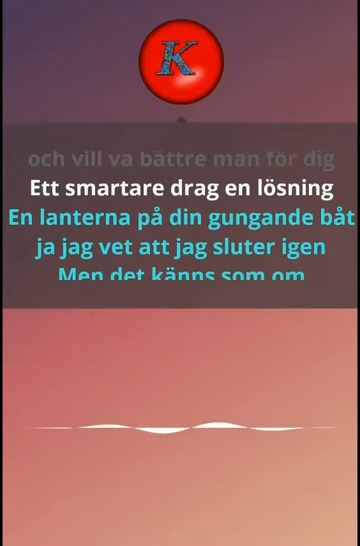 K
och vill va bättre man för dig
Ett smartare drag en lösning
En lanterna på din gungande båt
ja jag vet att jag sluter igen
Men det känns som om